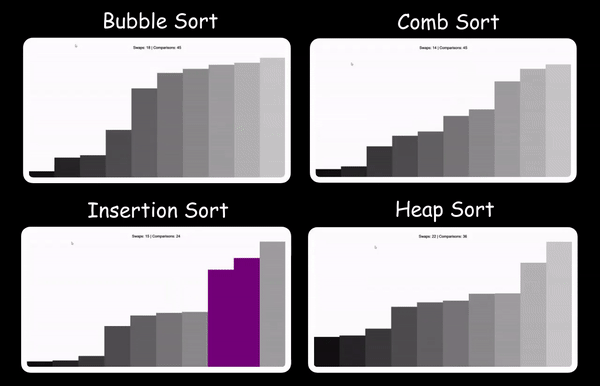 Bubble Sort
Swaps: 18 | Comparisons: 45
Comb Sort
Swaps: 14 | Comparisons: 45
Insertion Sort
Swaps: 15 | Comparisons: 24
Heap Sort
Swaps: 22 | Comparisons: 36